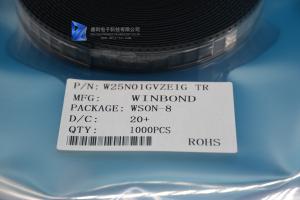 P/N: W25N01GVZEIG TR
MFG: WINBOND
PACKAGE: WSON-8
D/C: 20+
QTY: 1000PCS
ROHS